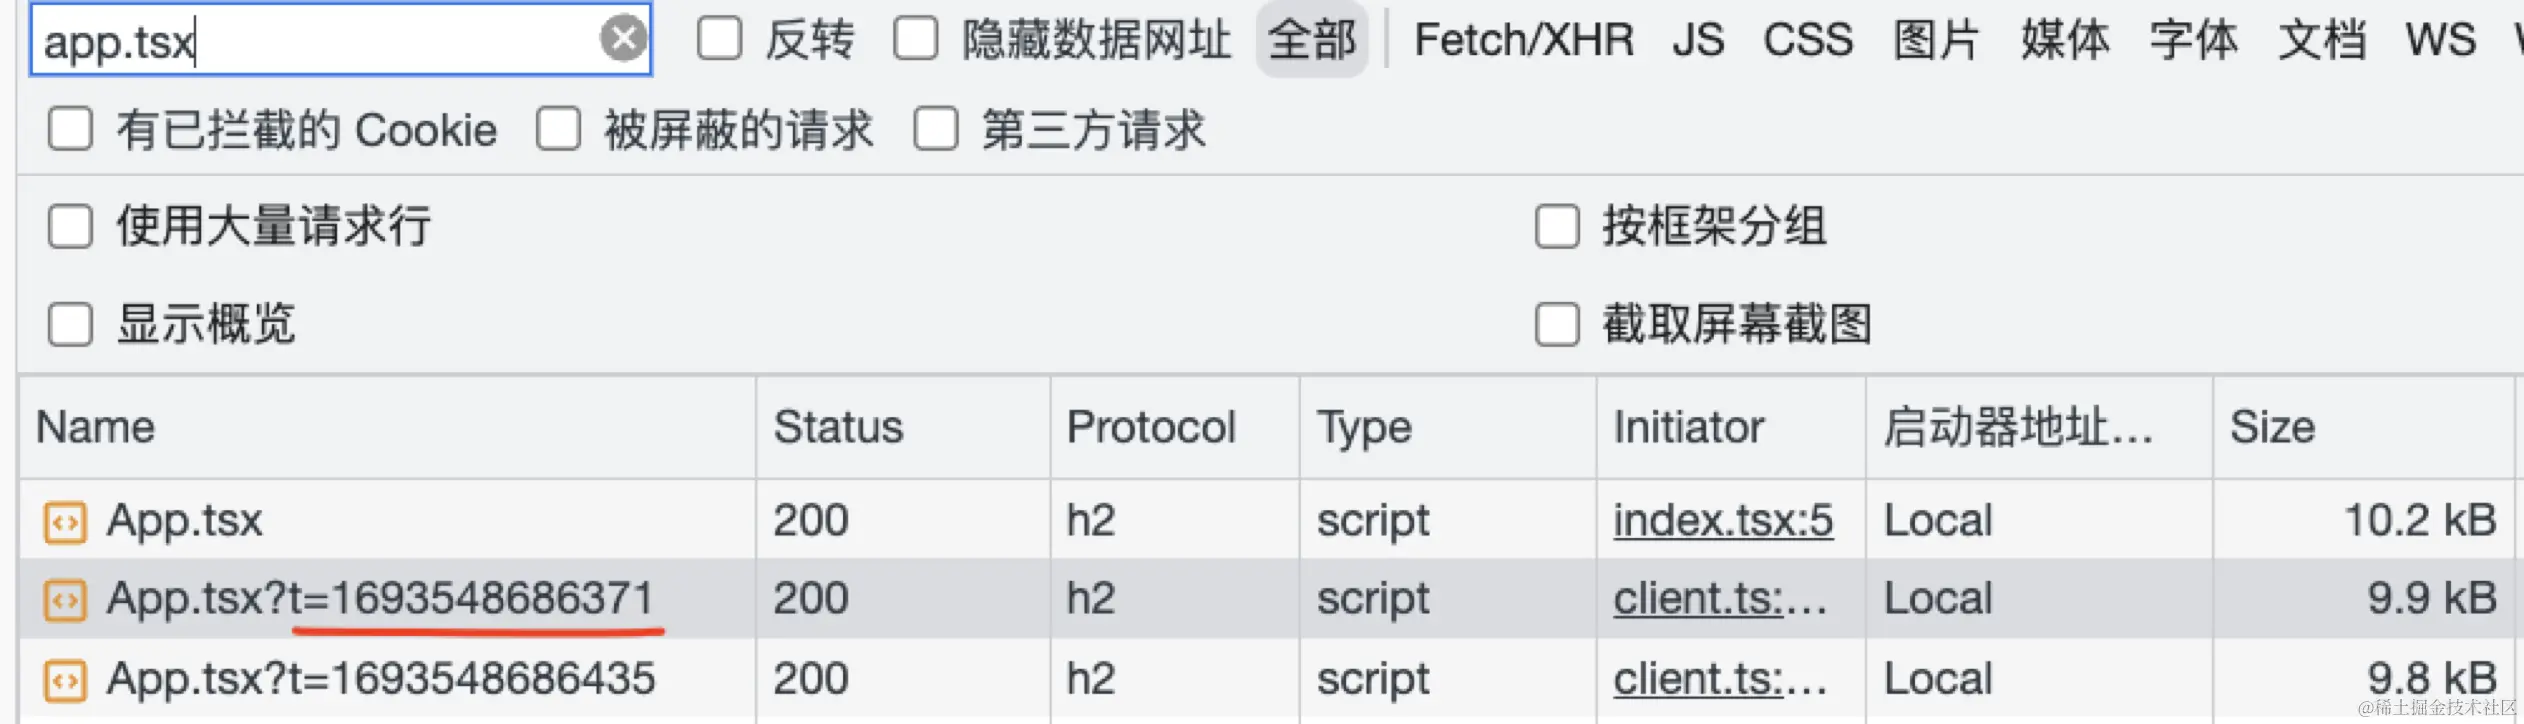 app.tsx 反转 隐藏数据网址 全部 Fetch/XHR JS CSS 图片 媒体 字体 文档 WS
有已拦截的 Cookie 被屏蔽的请求 第三方请求
使用大量请求行 按框架分组
显示概览 截取屏幕截图
Name Status Protocol Type Initiator 启动器地址… Size
App.tsx 200 h2 script index.tsx:5 Local 10.2 kB
App.tsx?t=1693548686371 200 h2 script client.ts:… Local 9.9 kB
App.tsx?t=1693548686435 200 h2 script client.ts:… Local 9.8 kB
@稀土掘金技术社区